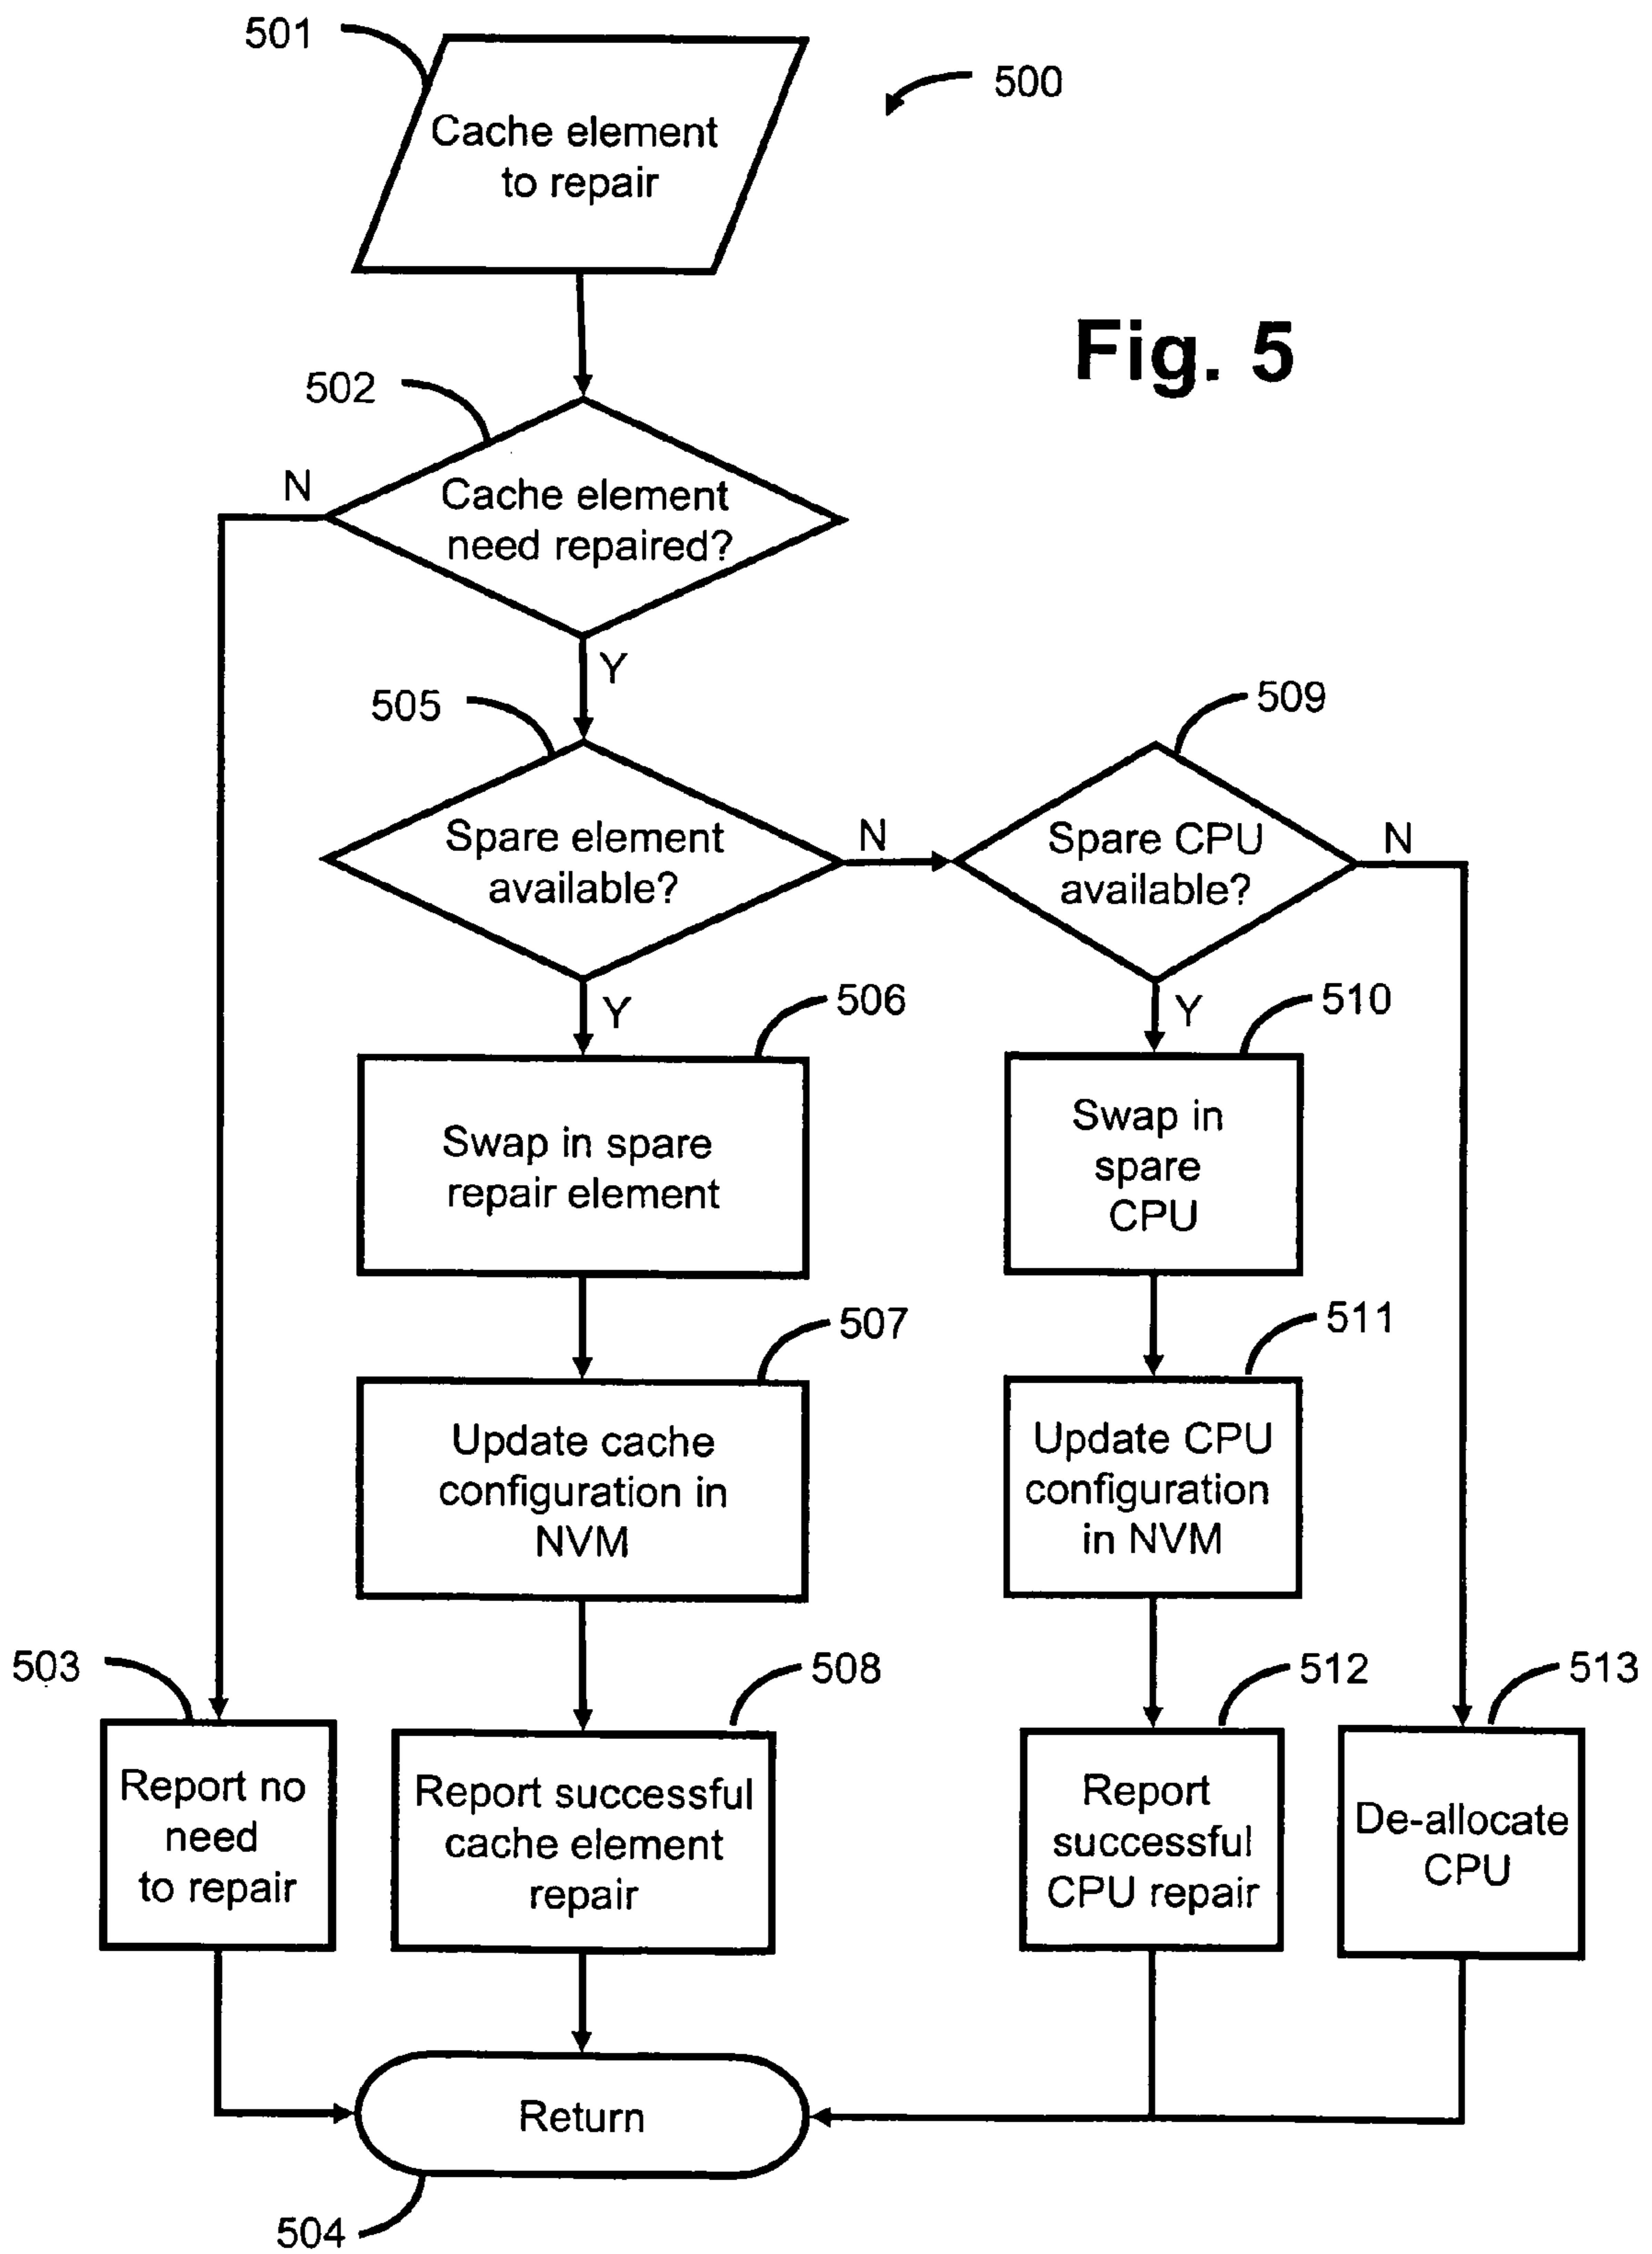 501
500
Cache element
to repair
Fig. 5
502
N
Cache element
need repaired?
Y
505
509
Spare element
available?
N
Spare CPU
available?
N
Y
506
Y
510
Swap in spare
repair element
Swap in
spare
CPU
507
511
Update cache
configuration in
NVM
Update CPU
configuration
in NVM
503
508
512
513
Report no
need
to repair
Report successful
cache element
repair
Report
successful
CPU repair
De-allocate
CPU
Return
504